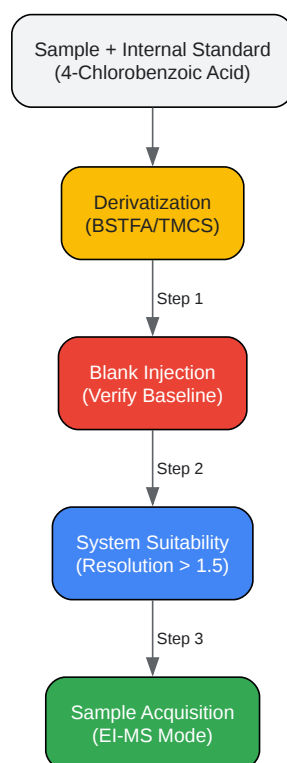 Sample + Internal Standard
(4-Chlorobenzoic Acid)
Derivatization
(BSTFA/TMCS)
Step 1
Blank Injection
(Verify Baseline)
Step 2
System Suitability
(Resolution > 1.5)
Step 3
Sample Acquisition
(EI-MS Mode)